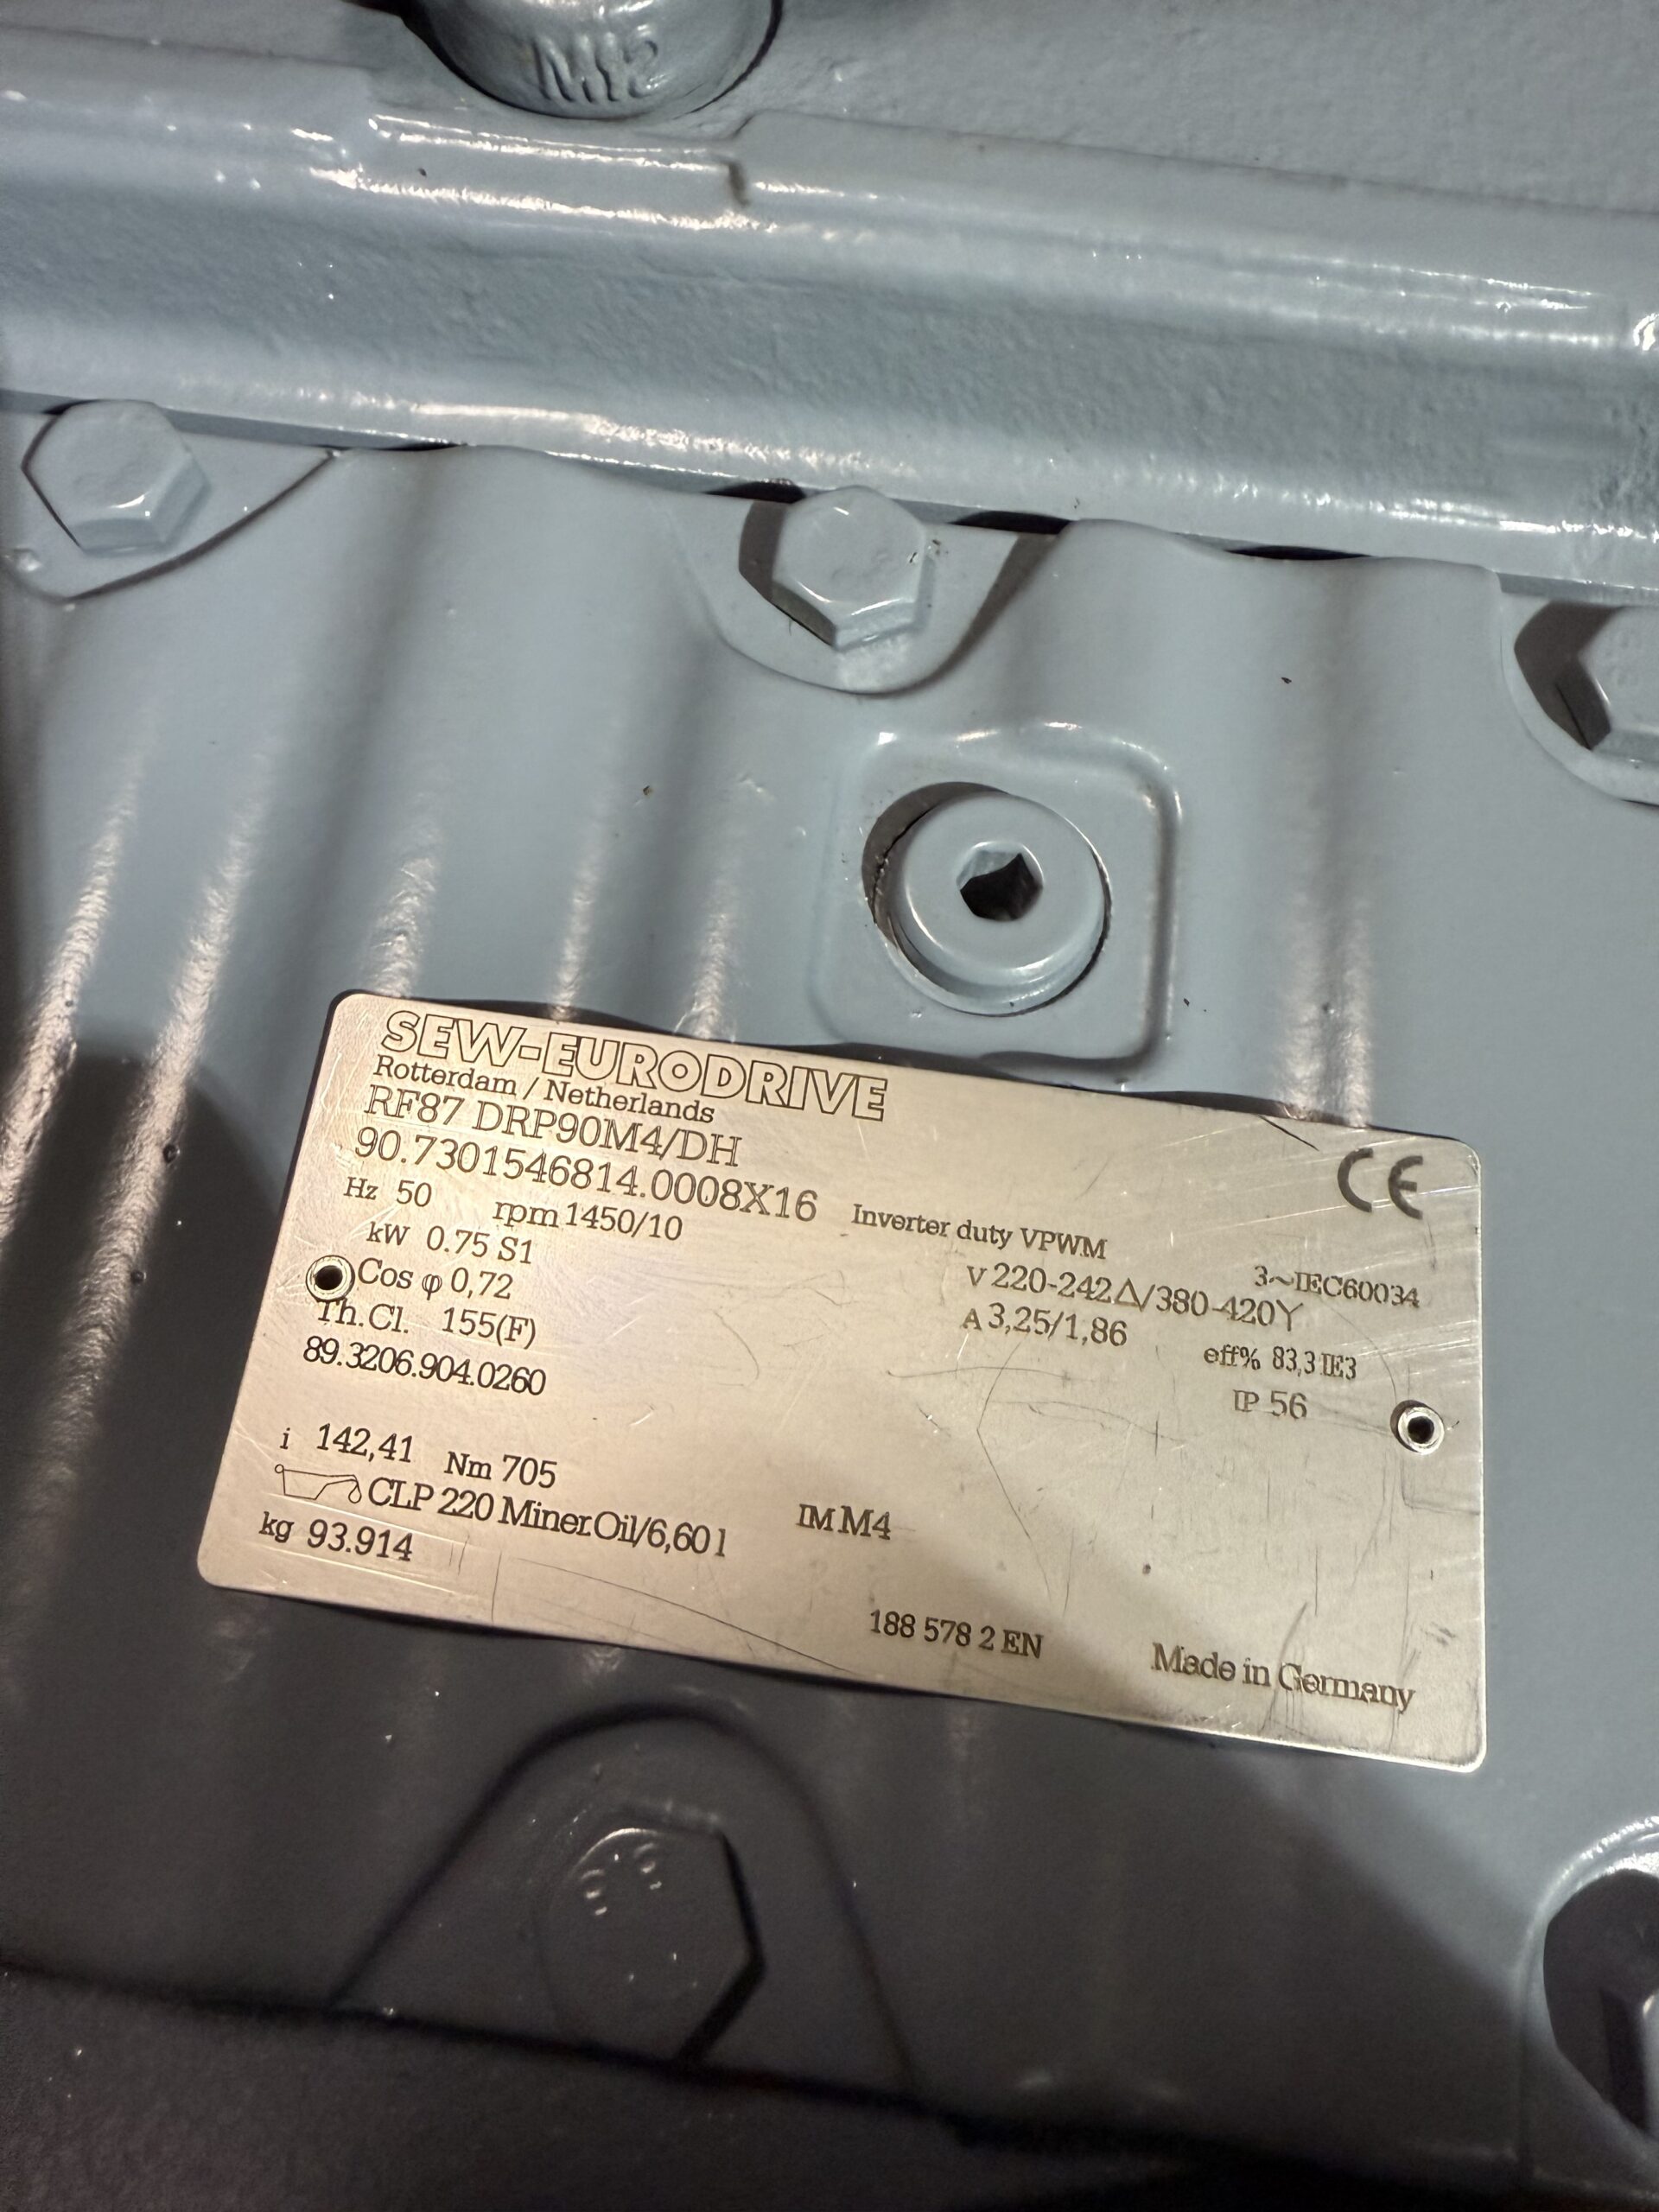 M12
SEW-EURODRIVE
Rotterdam / Netherlands
RF87 DRP90M4/DH
90.7301546814.0008X16 Inverter duty VPWM
CE
Hz 50 rpm 1450/10 3~IEC60034
kW 0.75 S1 V 220-242Δ/380-420Y
Cos φ 0,72 A 3,25/1,86 eff% 83,3 IE3
Th.Cl. 155(F) IP 56
89.3206.904.0260
i 142,41 Nm 705
CLP 220 Miner.Oil/6,60 l IM M4
kg 93.914
188 578 2 EN Made in Germany